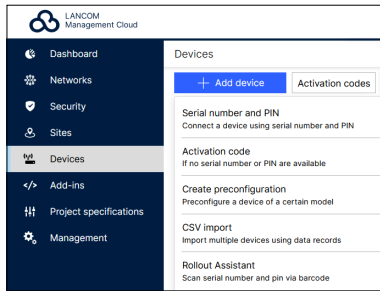 LANCOM
Management Cloud
Dashboard
Networks
Security
Sites
Devices
Add-ins
Project specifications
Management
Devices
+ Add device
Activation codes
Serial number and PIN
Connect a device using serial number and PIN
Activation code
If no serial number or PIN are available
Create preconfiguration
Preconfigure a device of a certain model
CSV import
Import multiple devices using data records
Rollout Assistant
Scan serial number and pin via barcode